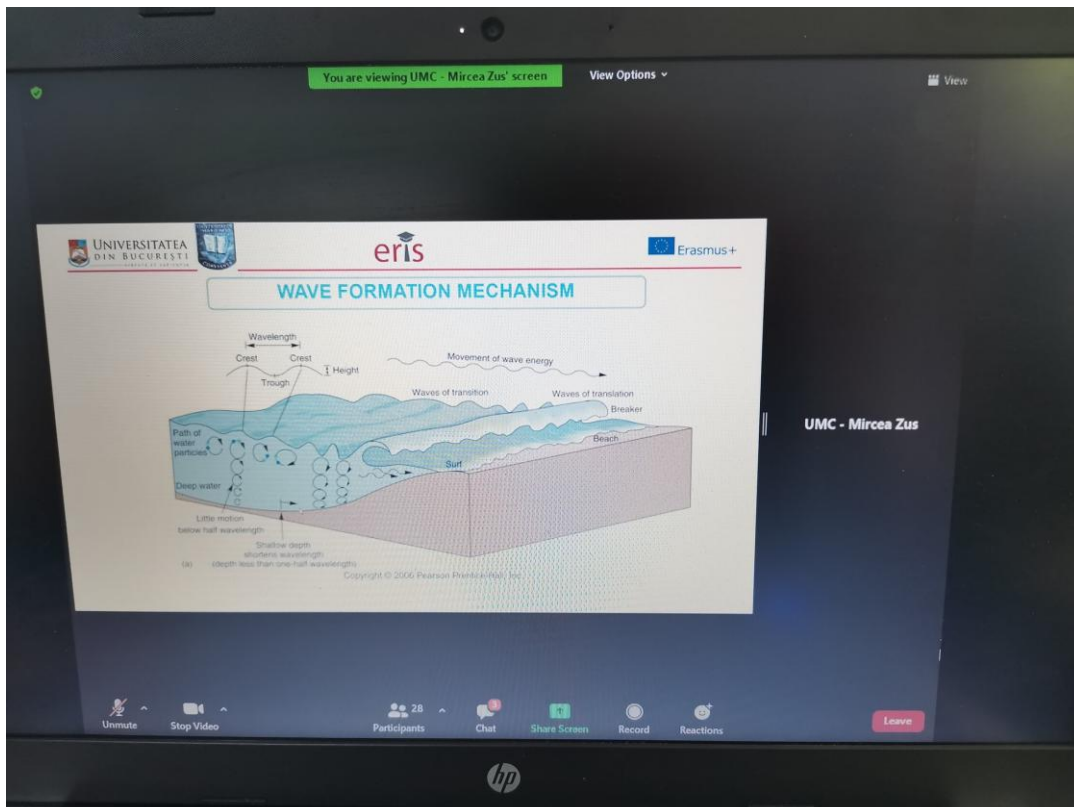 You are viewing UMC - Mircea Zus' screen
View Options
View
UNIVERSITATEA
DIN BUCUREȘTI
eris
Erasmus+
WAVE FORMATION MECHANISM
Wavelength
Crest
Crest
Height
Trough
Movement of wave energy
Waves of transition
Waves of translation
Breaker
Beach
Surf
Path of
water
particles
Deep water
Little motion
below half wavelength
Shallow depth
shortens wavelength
(a)
(depth less than one-half wavelength)
Copyright © 2006 Pearson Prentice Hall, Inc.
UMC - Mircea Zus
Unmute
Stop Video
28
Participants
3
Chat
Share Screen
Record
Reactions
Leave
hp